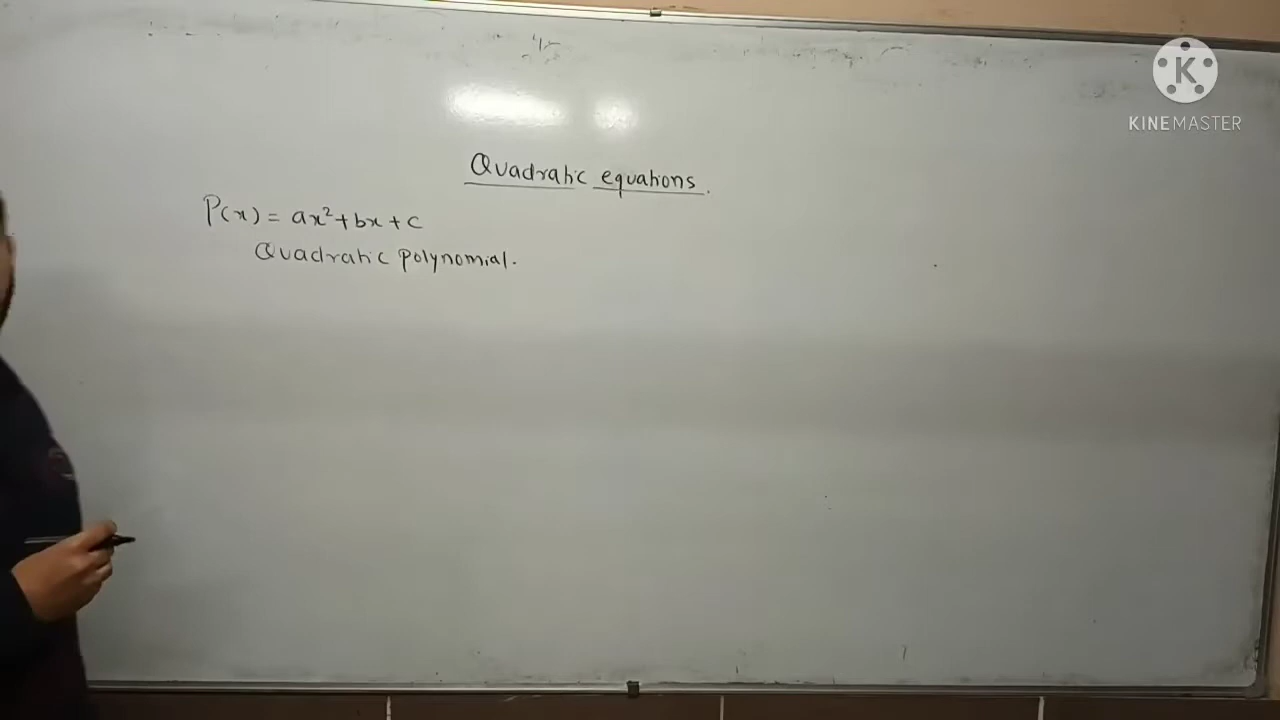 Quadratic equations.
P(x) = ax²+bx+c
Quadratic polynomial.
K
KINEMASTER